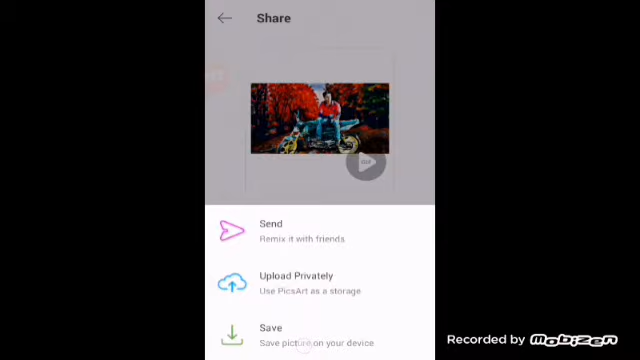 Share
Send
Remix it with friends
Upload Privately
Use PicsArt as a storage
Save
Save picture on your device
Recorded by Mobizen